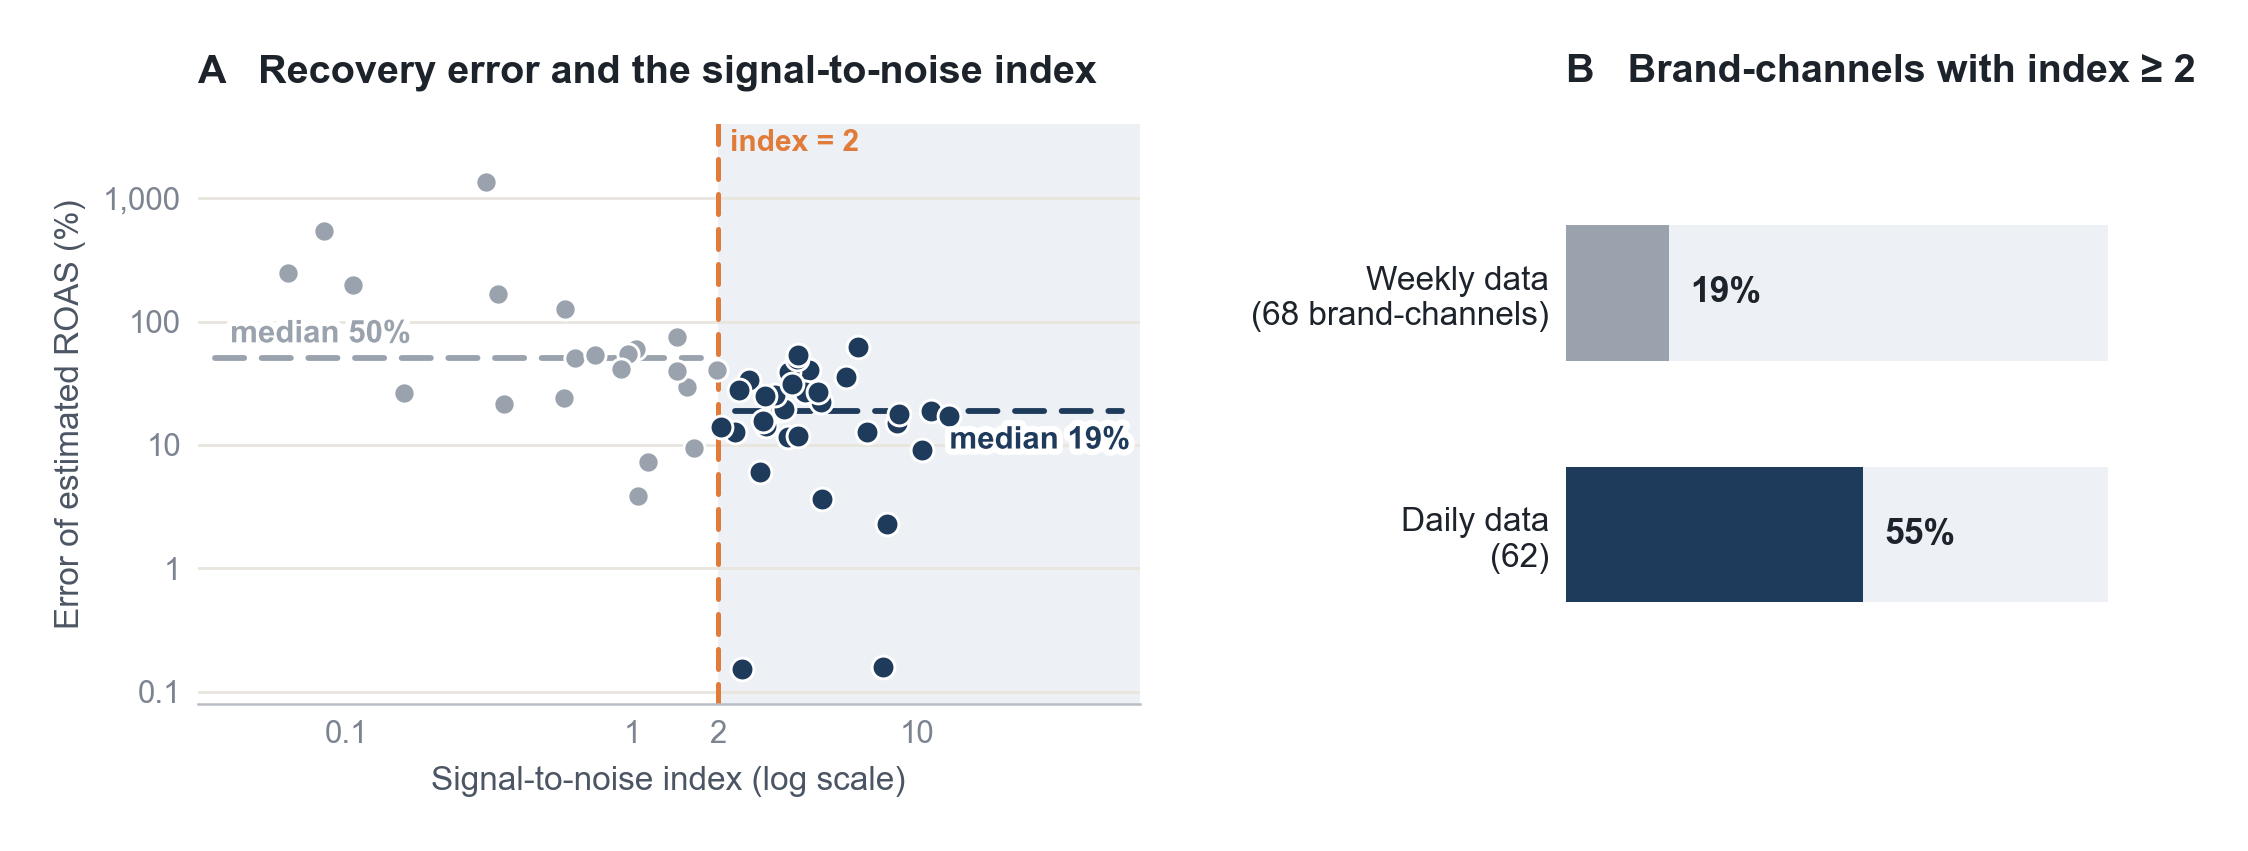 A Recovery error and the signal-to-noise index
index = 2
1,000
100
10
1
0.1
Error of estimated ROAS (%)
median 50%
median 19%
0.1
1
2
10
Signal-to-noise index (log scale)
B Brand-channels with index ≥ 2
Weekly data
(68 brand-channels)
19%
Daily data
(62)
55%